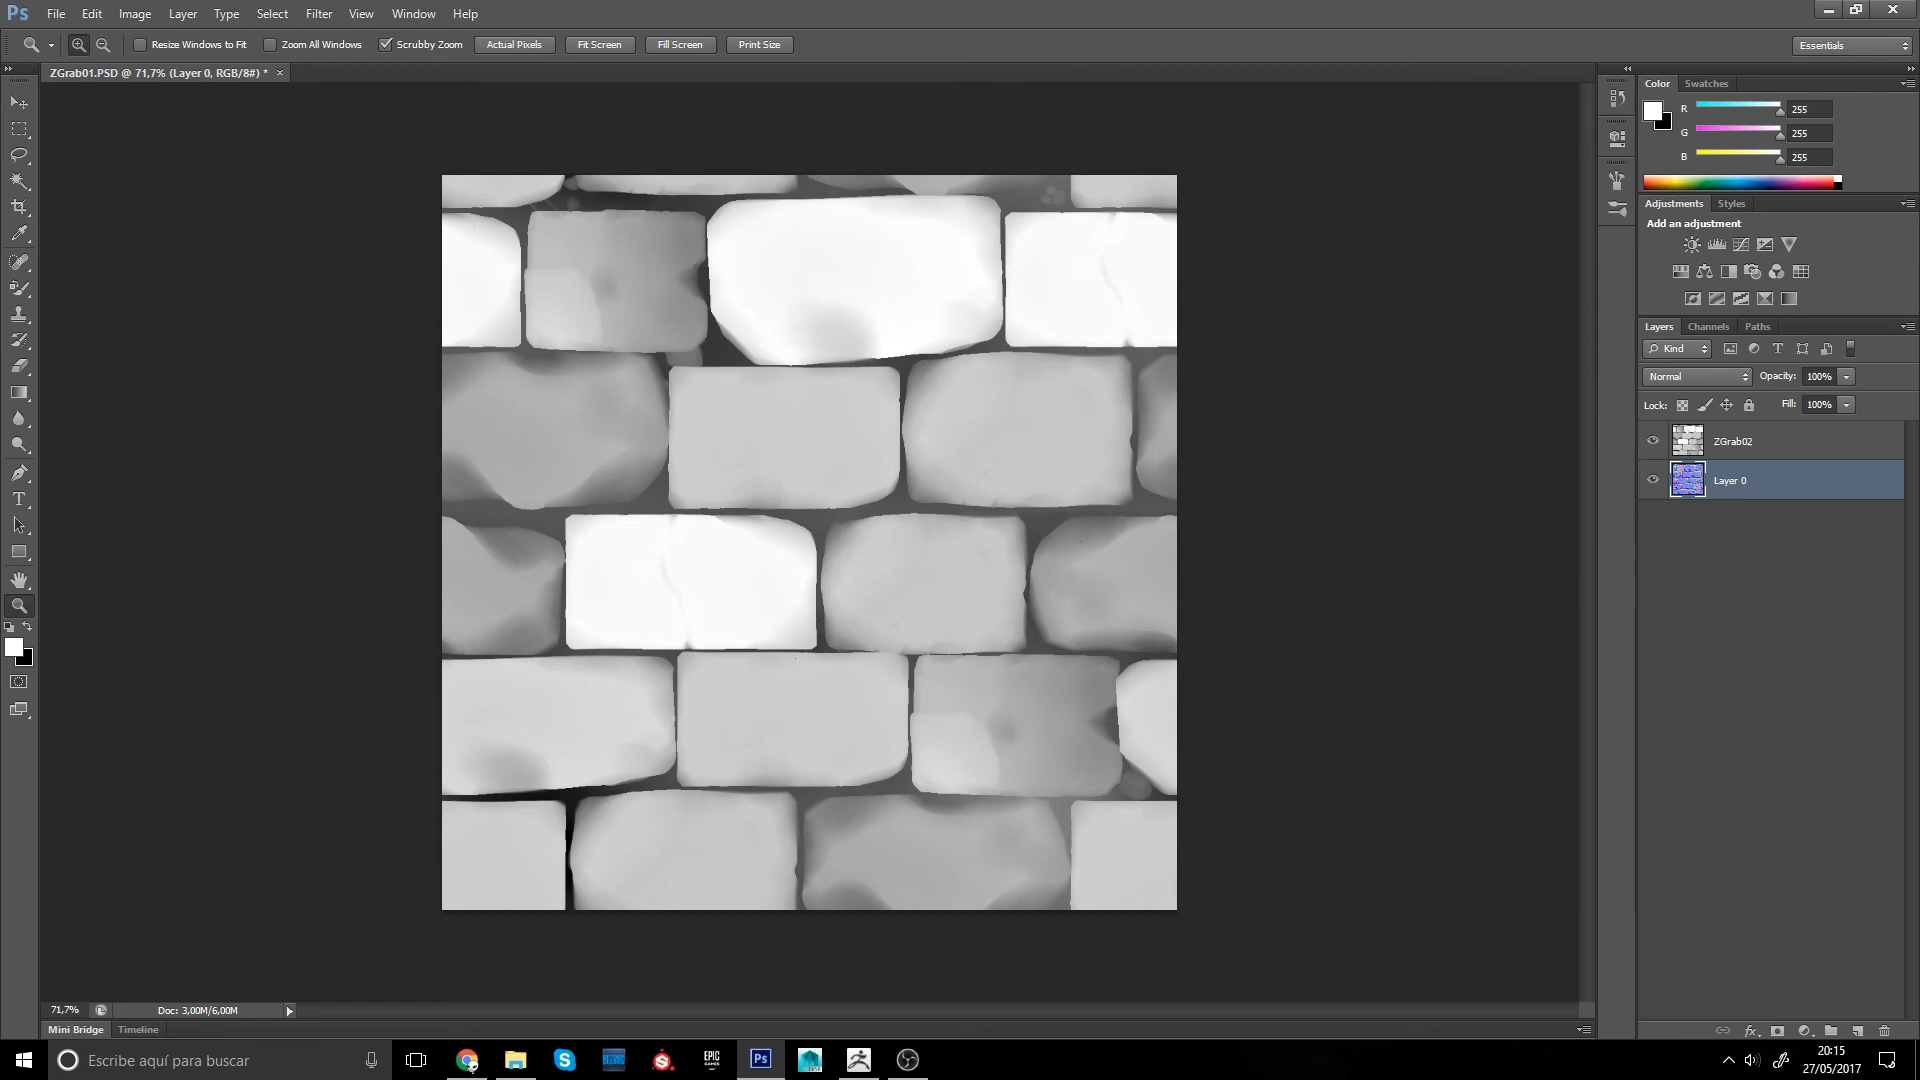 Ps File Edit Image Layer Type Select Filter View Window Help
Resize Windows to Fit Zoom All Windows Scrubby Zoom Actual Pixels Fit Screen Fill Screen Print Size Essentials
ZGrab01.PSD @ 71,7% (Layer 0, RGB/8#) * ×
Color Swatches
R 255
G 255
B 255
Adjustments Styles
Add an adjustment
Layers Channels Paths
Kind
Normal Opacity: 100%
Lock: Fill: 100%
ZGrab02
Layer 0
71,7% Doc: 3,00M/6,00M
Mini Bridge Timeline
Escribe aquí para buscar
EPIC GAMES
Ps
20:15
27/05/2017